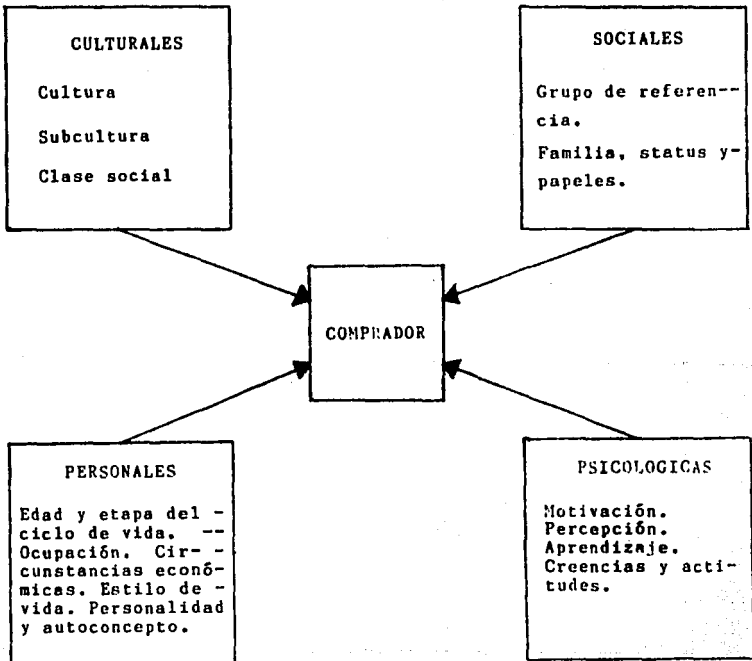 CULTURALES
Cultura
Subcultura
Clase social
SOCIALES
Grupo de referen--
cia.
Familia, status y-
papeles.
COMPRADOR
PERSONALES
Edad y etapa del -
ciclo de vida. --
Ocupación. Cir- -
cunstancias econó-
micas. Estilo de -
vida. Personalidad
y autoconcepto.
PSICOLOGICAS
Motivación.
Percepción.
Aprendizaje.
Creencias y acti-
tudes.